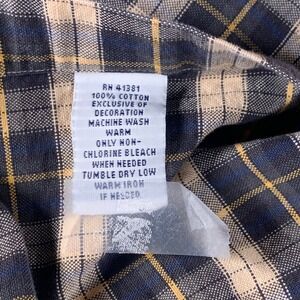 RN 41381
100% COTTON
EXCLUSIVE OF
DECORATION
MACHINE WASH
WARM
ONLY NON-
CHLORINE BLEACH
WHEN NEEDED
TUMBLE DRY LOW
WARM IRON
IF NEEDED